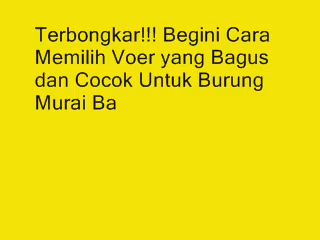 Terbongkar!!! Begini Cara
Memilih Voer yang Bagus
dan Cocok Untuk Burung
Murai Ba